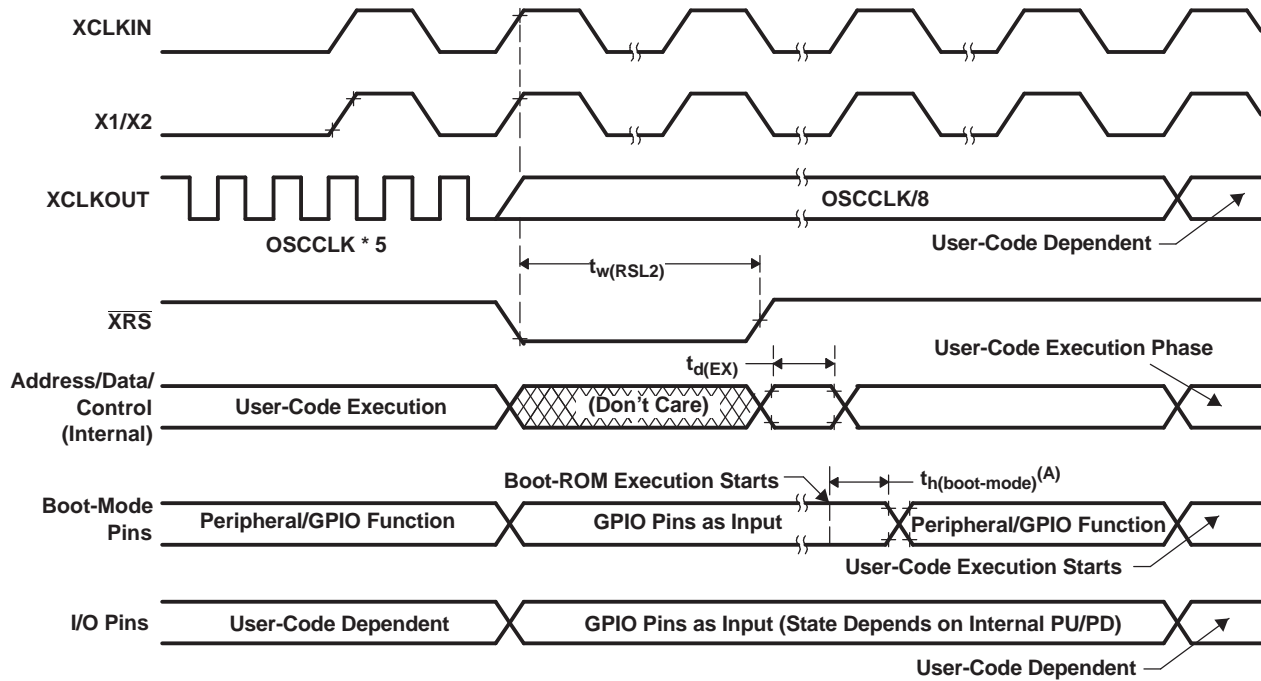 XCLKIN
X1/X2
XCLKOUT
OSCCLK * 5
OSCCLK/8
User-Code Dependent
tw(RSL2)
XRS
User-Code Execution Phase
td(EX)
Address/Data/
Control
(Internal)
User-Code Execution
(Don't Care)
Boot-ROM Execution Starts
th(boot-mode)(A)
Boot-Mode
Pins
Peripheral/GPIO Function
GPIO Pins as Input
Peripheral/GPIO Function
User-Code Execution Starts
I/O Pins
User-Code Dependent
GPIO Pins as Input (State Depends on Internal PU/PD)
User-Code Dependent